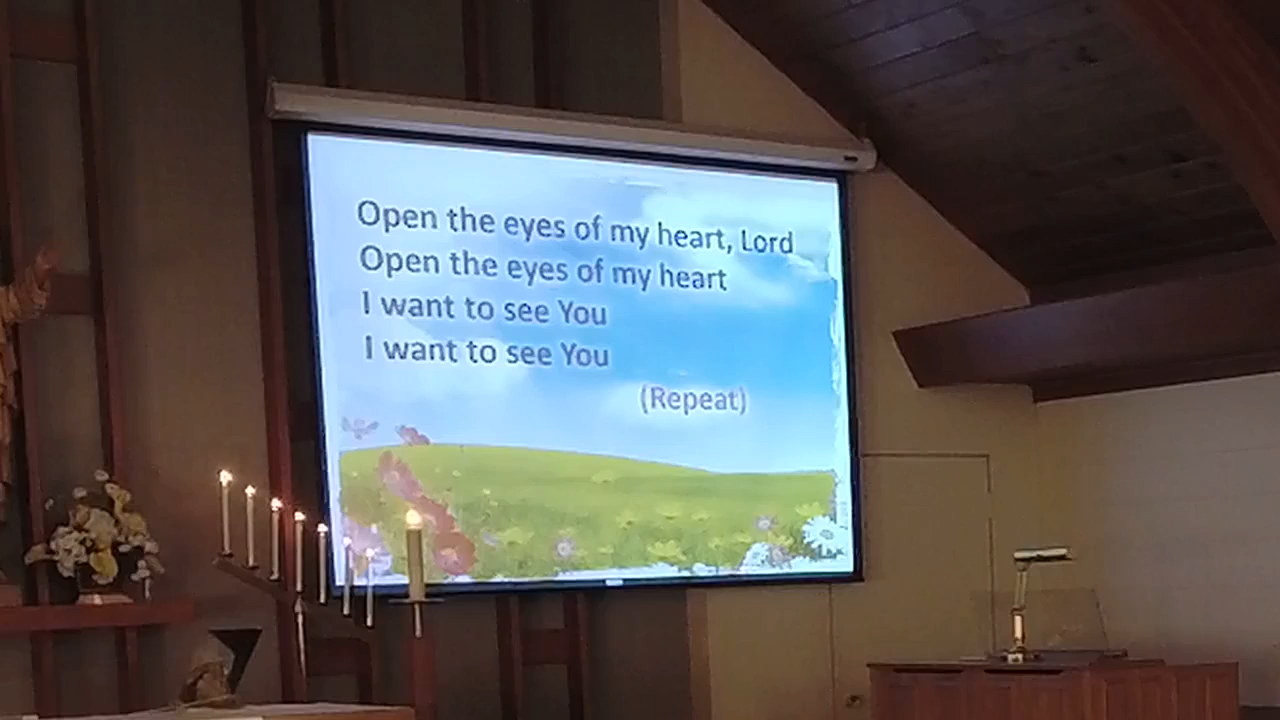 Open the eyes of my heart, Lord
Open the eyes of my heart
I want to see You
I want to see You
(Repeat)